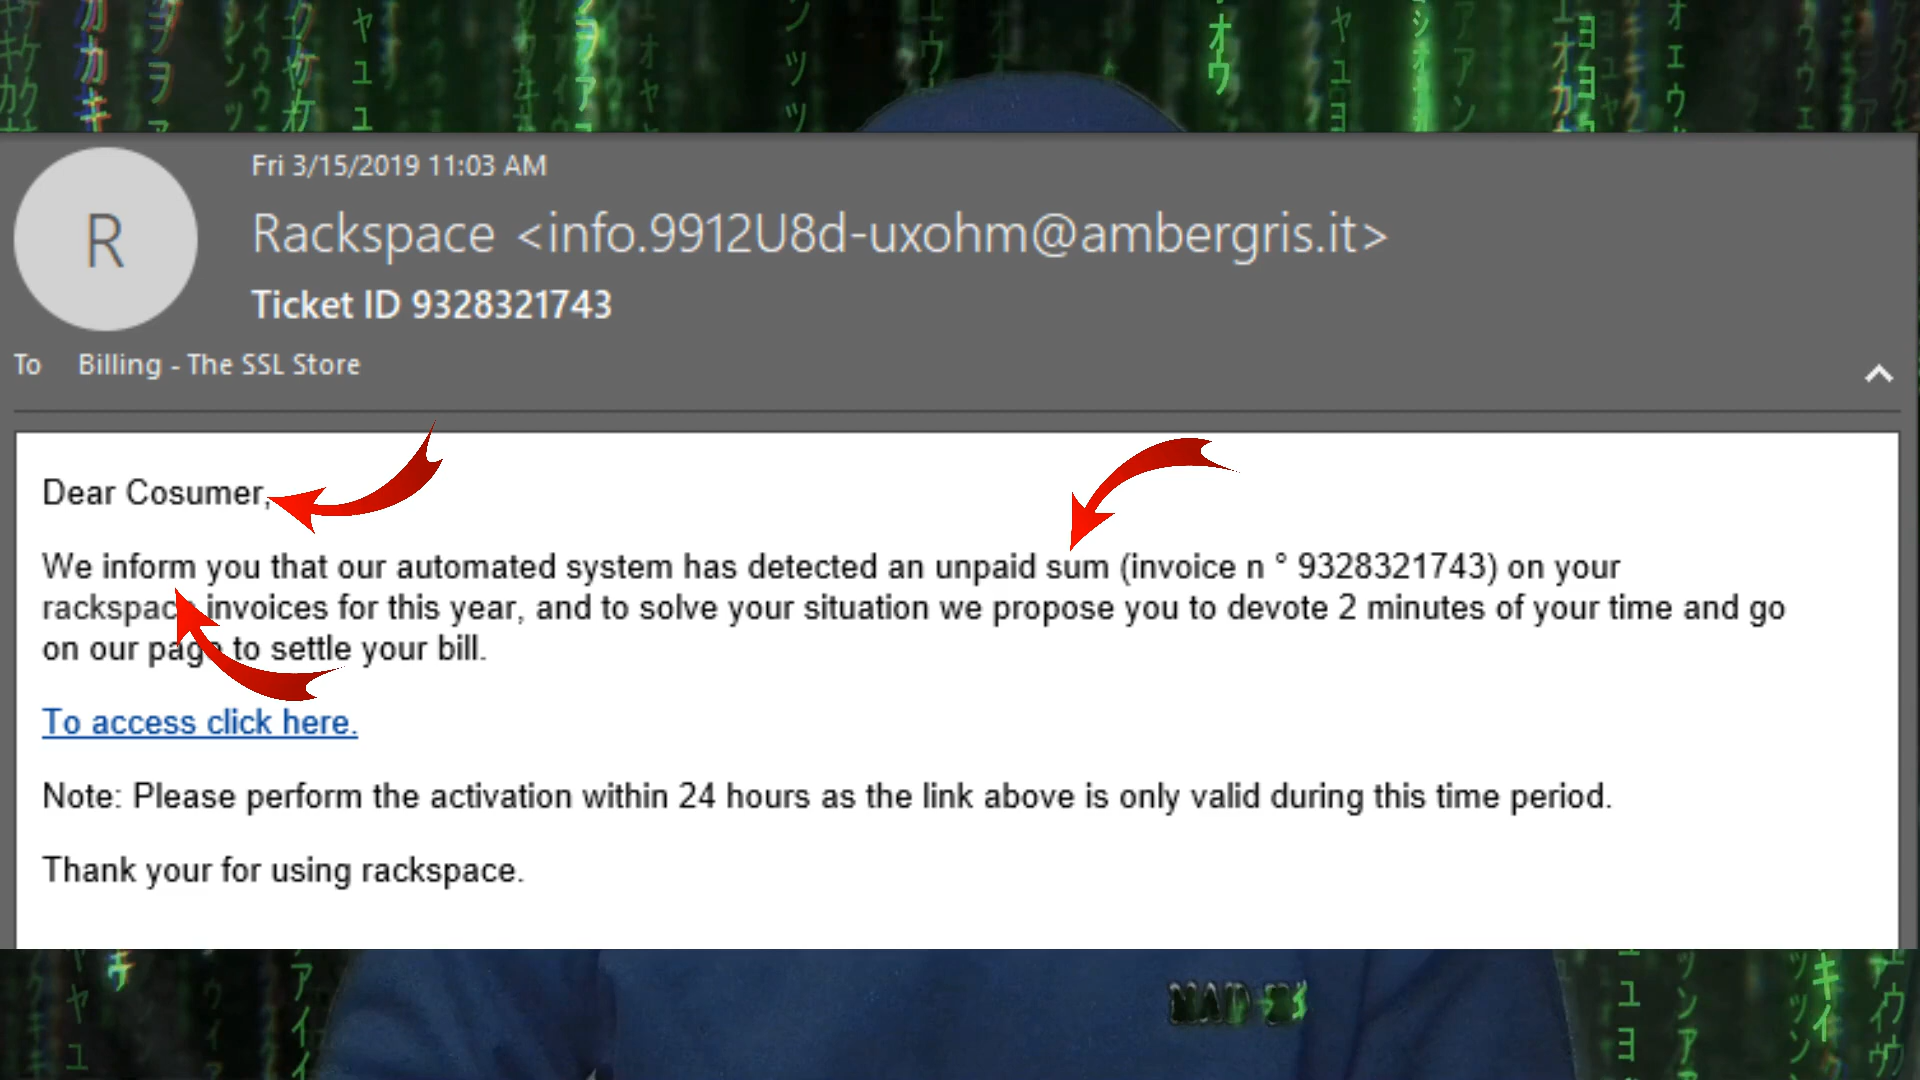 Fri 3/15/2019 11:03 AM
R
Rackspace <info.9912U8d-uxohm@ambergris.it>
Ticket ID 9328321743
To Billing - The SSL Store
Dear Cosumer,
We inform you that our automated system has detected an unpaid sum (invoice n ° 9328321743) on your
rackspace invoices for this year, and to solve your situation we propose you to devote 2 minutes of your time and go
on our page to settle your bill.
To access click here.
Note: Please perform the activation within 24 hours as the link above is only valid during this time period.
Thank your for using rackspace.